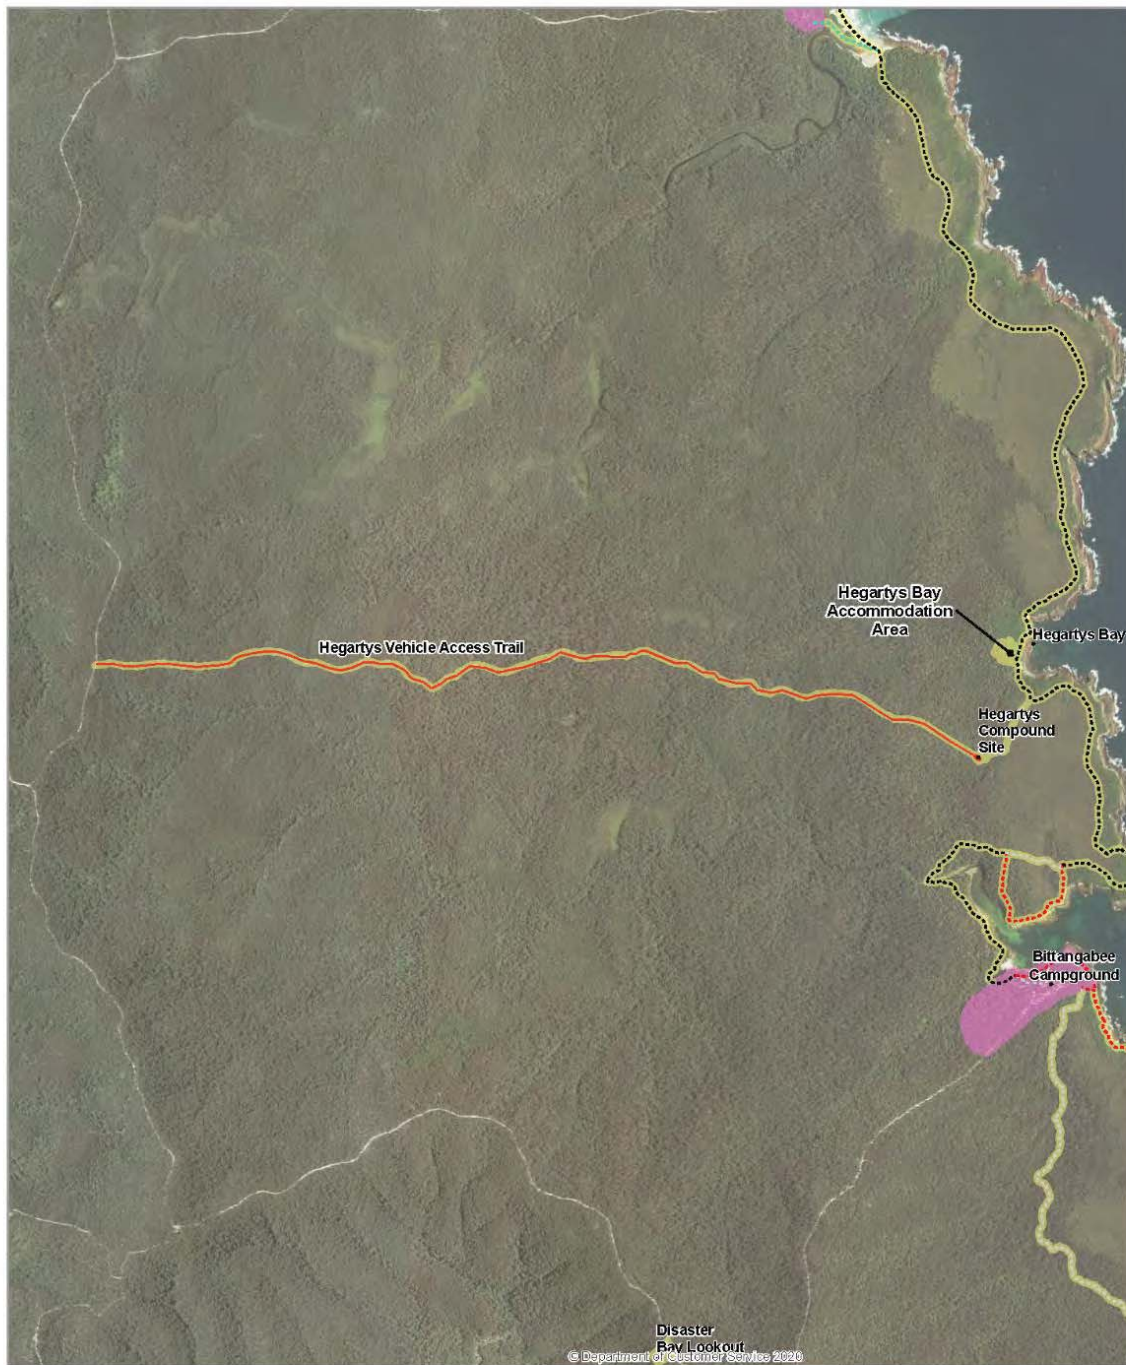 Hegartys Bay
Accommodation
Area
Hegartys Bay
Hegartys Vehicle Access Trail
Hegartys
Compound
Site
Bittangabee
Campground
Disaster
Bay Lookout
© Department of Customer Service 2020